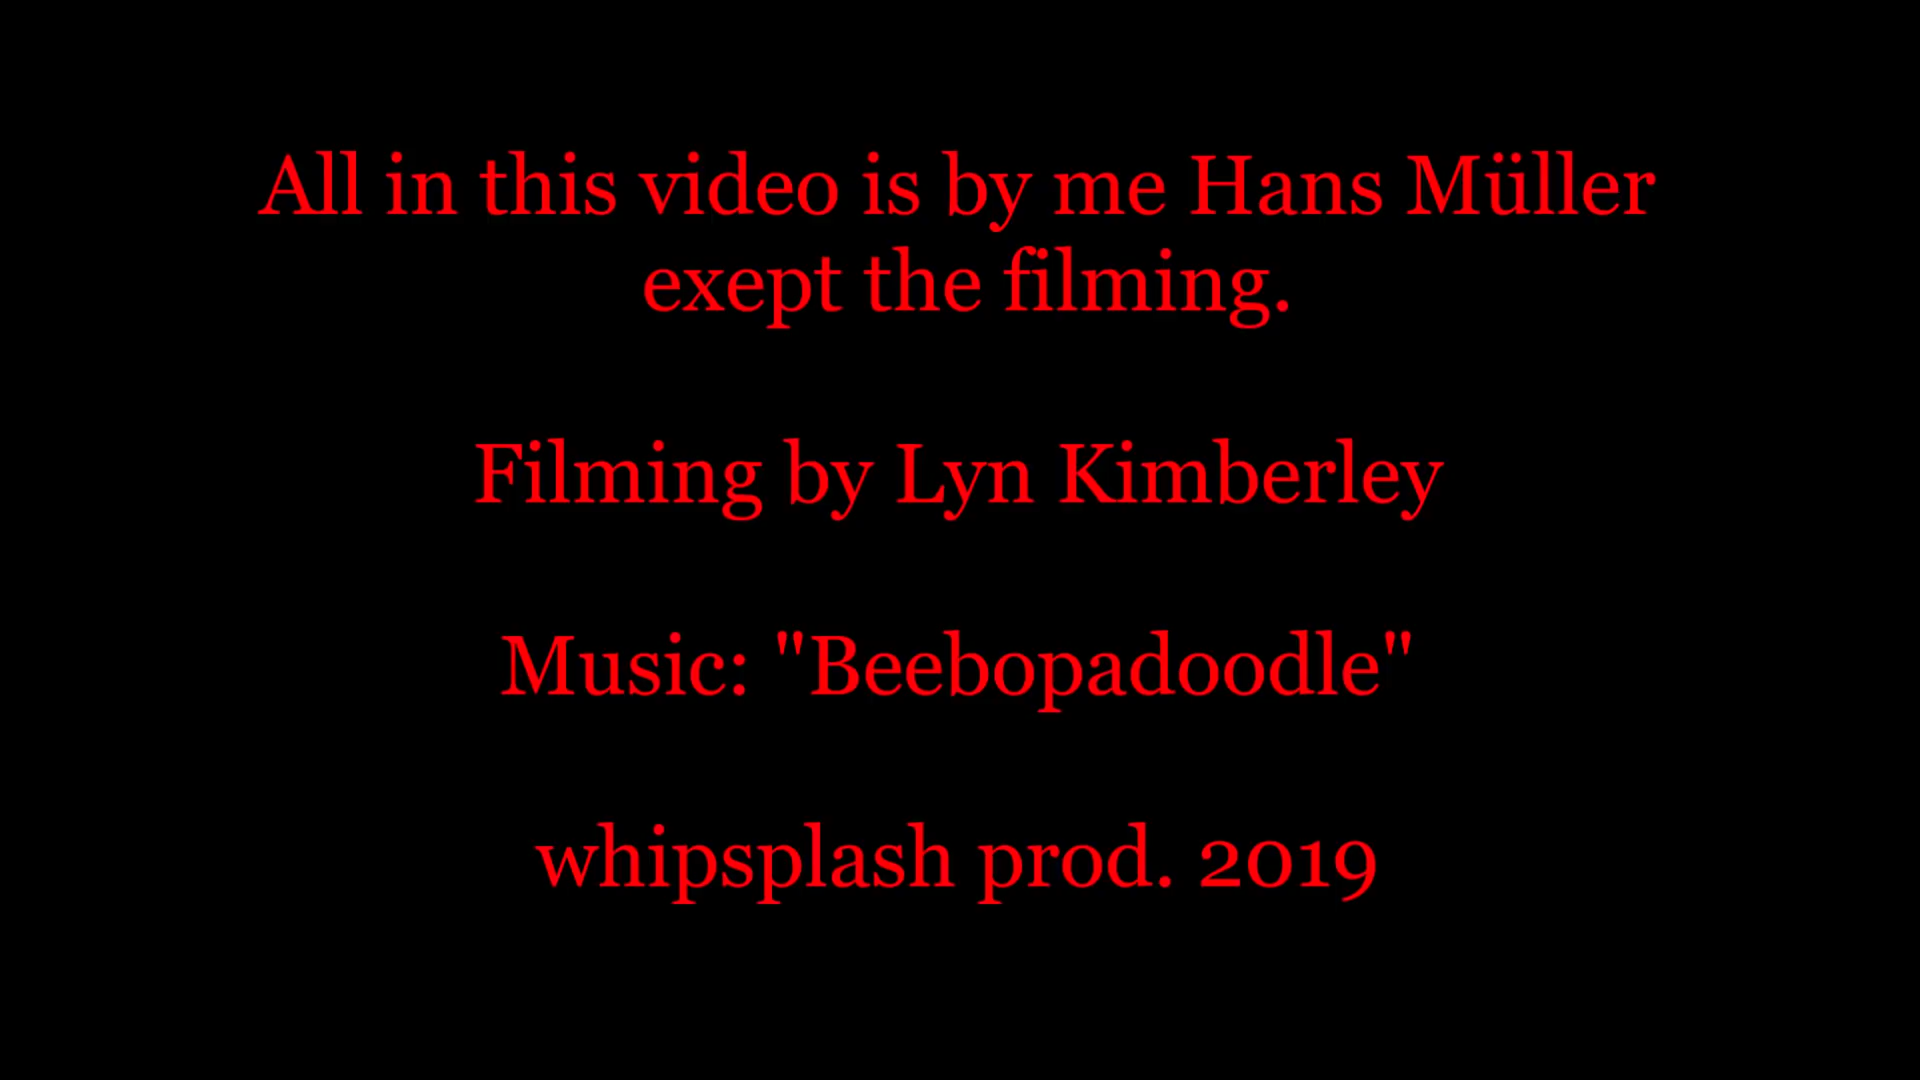 All in this video is by me Hans Müller
exept the filming.
Filming by Lyn Kimberley
Music: "Beebopadoodle"
whipsplash prod. 2019